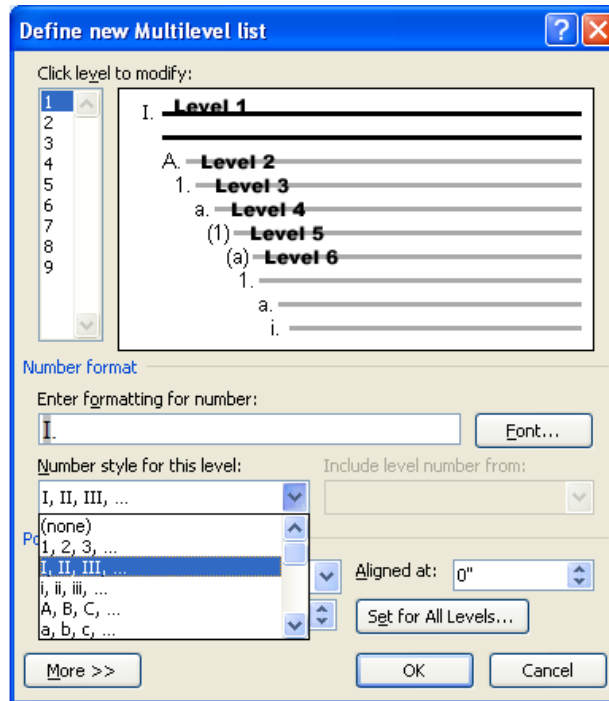 Define new Multilevel list
Click level to modify:
1
2
3
4
5
6
7
8
9
I. Level 1
A. Level 2
1. Level 3
a. Level 4
(1) Level 5
(a) Level 6
1.
a.
i.
Number format
Enter formatting for number:
I.
Font...
Number style for this level:
Include level number from:
I, II, III, ...
(none)
1, 2, 3, ...
I, II, III, ...
i, ii, iii, ...
A, B, C, ...
a, b, c, ...
Po
Aligned at: 0"
Set for All Levels...
More >>
OK
Cancel